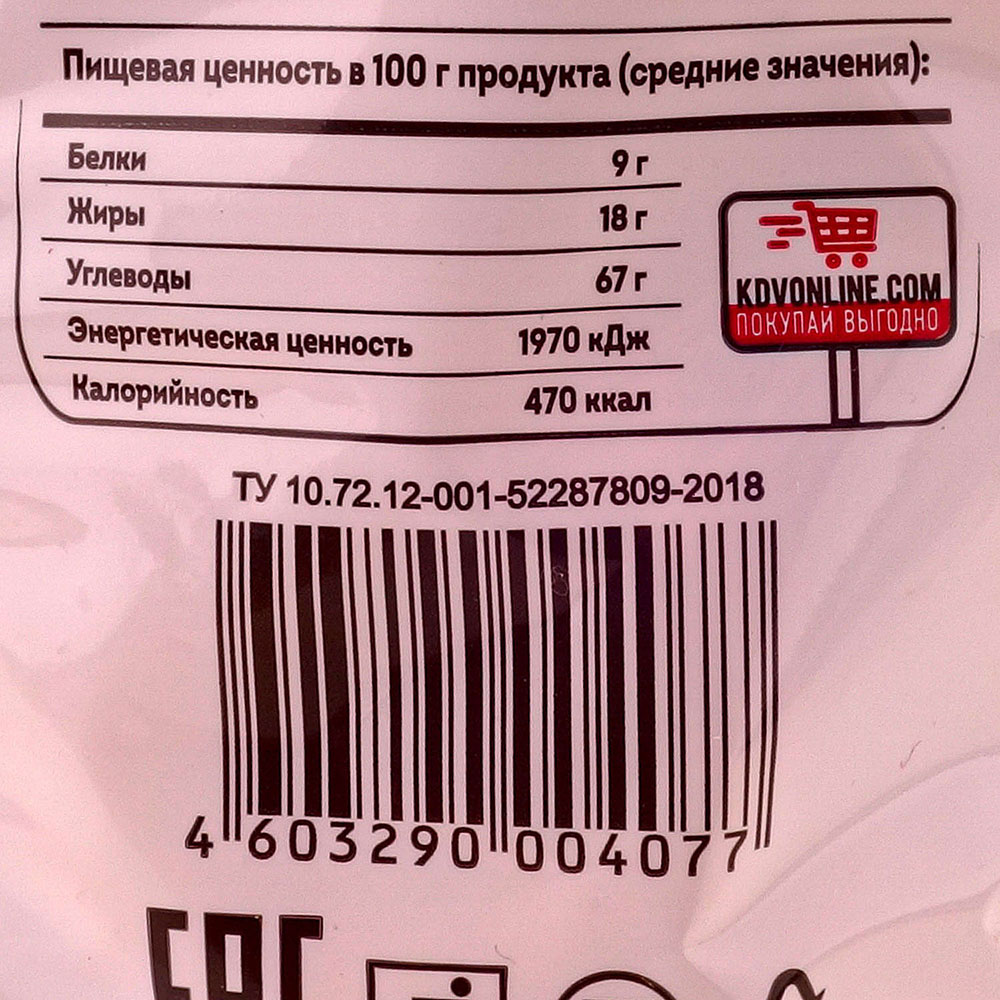 Пищевая ценность в 100 г продукта (средние значения):
Белки 9 г
Жиры 18 г
Углеводы 67 г
Энергетическая ценность 1970 кДж
Калорийность 470 ккал
KDVONLINE.COM
ПОКУПАЙ ВЫГОДНО
ТУ 10.72.12-001-52287809-2018
4 603290 004077
EAC